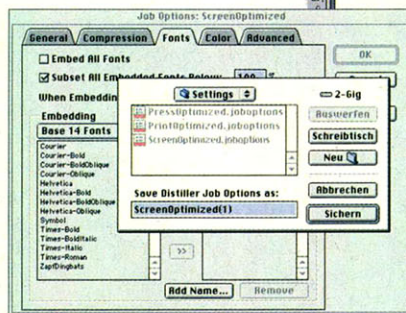 Job Options: ScreenOptimized
General Compression Fonts Color Advanced
Embed All Fonts
OK
Subset All Embedded Fonts Below: 100 %
When Embedding
Settings
2-Gig
PressOptimized.joboptions
PrintOptimized.joboptions
ScreenOptimized.joboptions
Auswerfen
Schreibtisch
Neu
Save Distiller Job Options as:
ScreenOptimized(1)
Abbrechen
Sichern
Embedding
Base 14 Fonts
Courier
Courier-Bold
Courier-BoldOblique
Courier-Oblique
Helvetica
Helvetica-Bold
Helvetica-BoldOblique
Helvetica-Oblique
Symbol
Times-Bold
Times-BoldItalic
Times-Italic
Times-Roman
ZapfDingbats
>>
Add Name...
Remove